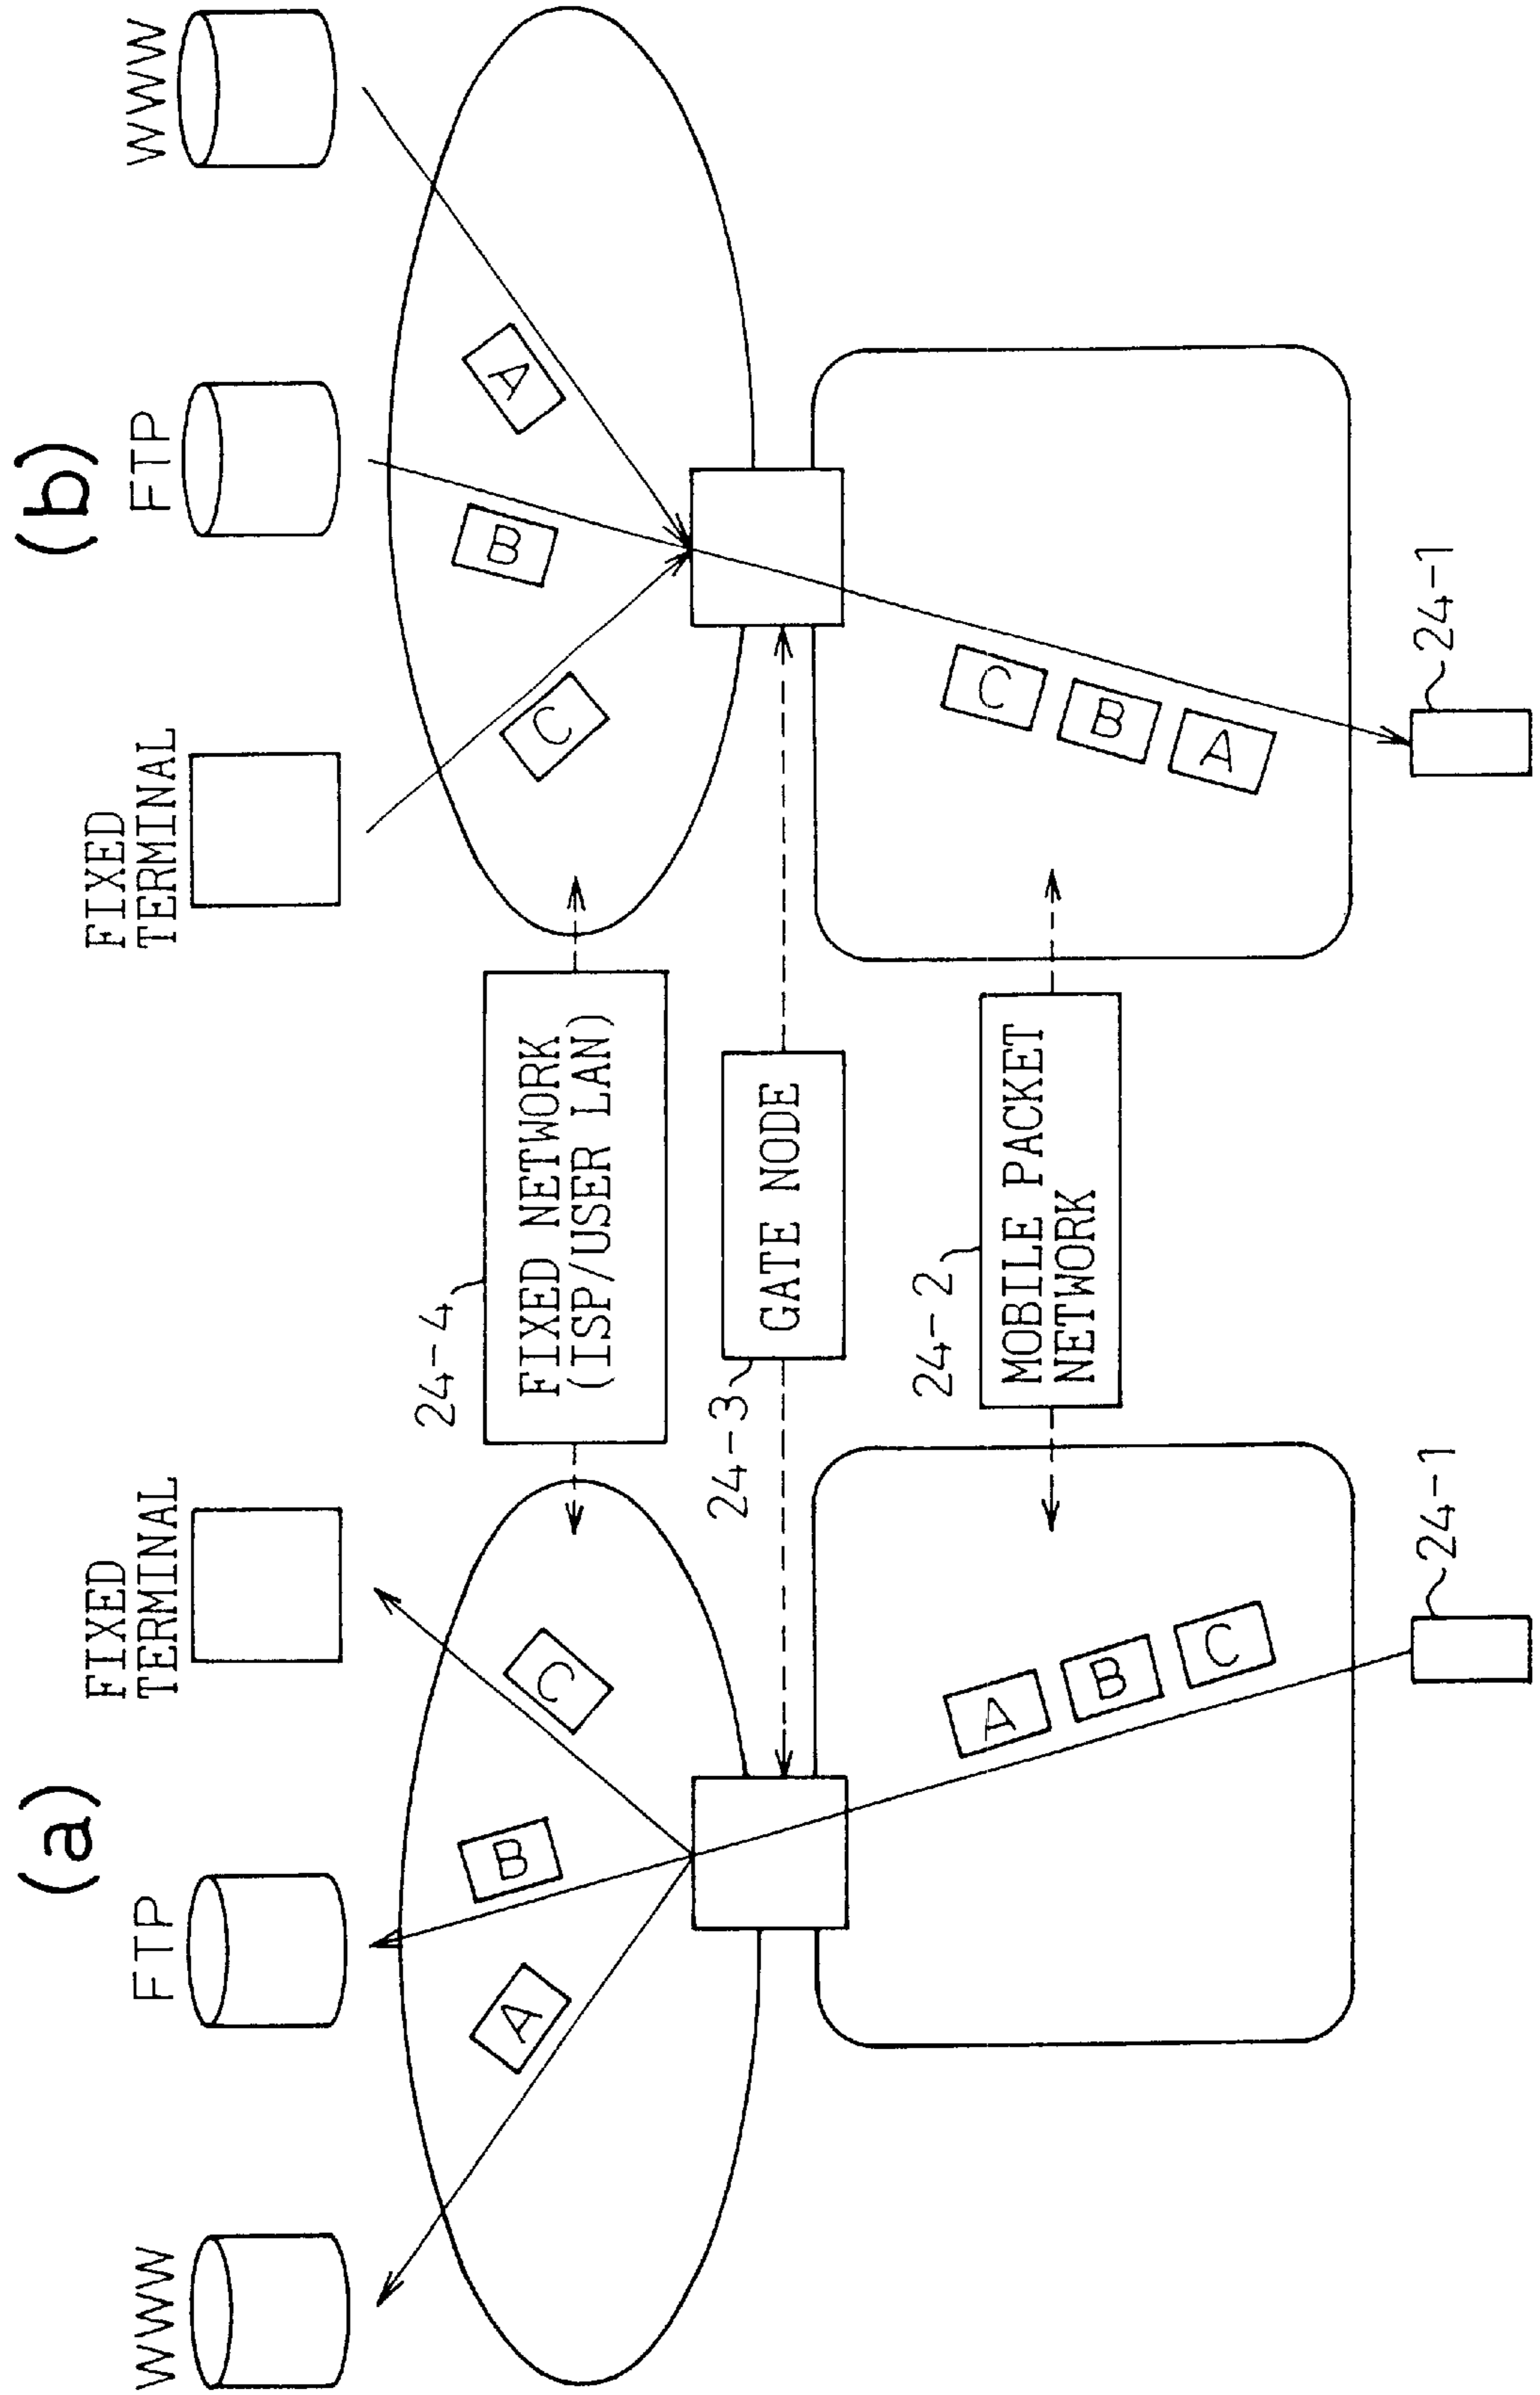 (a)
WWW
FTP
FIXED
TERMINAL
A
B
C
A
B
C
24-1
24-4
FIXED NETWORK
(ISP/USER LAN)
24-3
GATE NODE
24-2
MOBILE PACKET
NETWORK
(b)
FIXED
TERMINAL
FTP
WWW
C
B
A
C
B
A
24-1